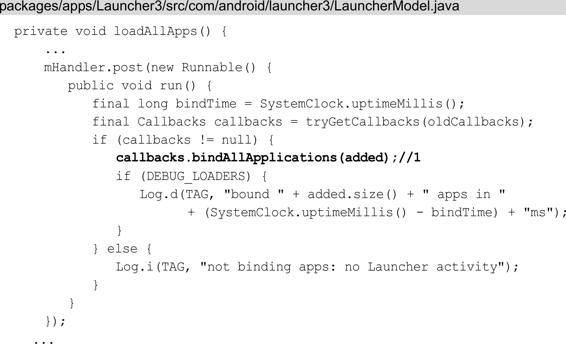 packages/apps/Launcher3/src/com/android/launcher3/LauncherModel.java
private void loadAllApps() {
...
mHandler.post(new Runnable() {
public void run() {
final long bindTime = SystemClock.uptimeMillis();
final Callbacks callbacks = tryGetCallbacks(oldCallbacks);
if (callbacks != null) {
callbacks.bindAllApplications(added);//1
if (DEBUG_LOADERS) {
Log.d(TAG, "bound " + added.size() + " apps in "
+ (SystemClock.uptimeMillis() - bindTime) + "ms");
}
} else {
Log.i(TAG, "not binding apps: no Launcher activity");
}
}
});
...